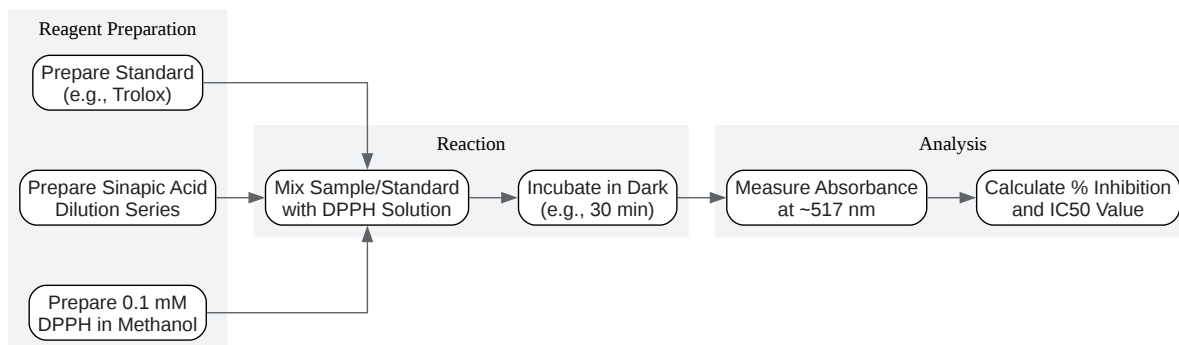 Reagent Preparation
Prepare Standard
(e.g., Trolox)
Prepare Sinapic Acid
Dilution Series
Prepare 0.1 mM
DPPH in Methanol
Reaction
Mix Sample/Standard
with DPPH Solution
Incubate in Dark
(e.g., 30 min)
Analysis
Measure Absorbance
at ~517 nm
Calculate % Inhibition
and IC50 Value